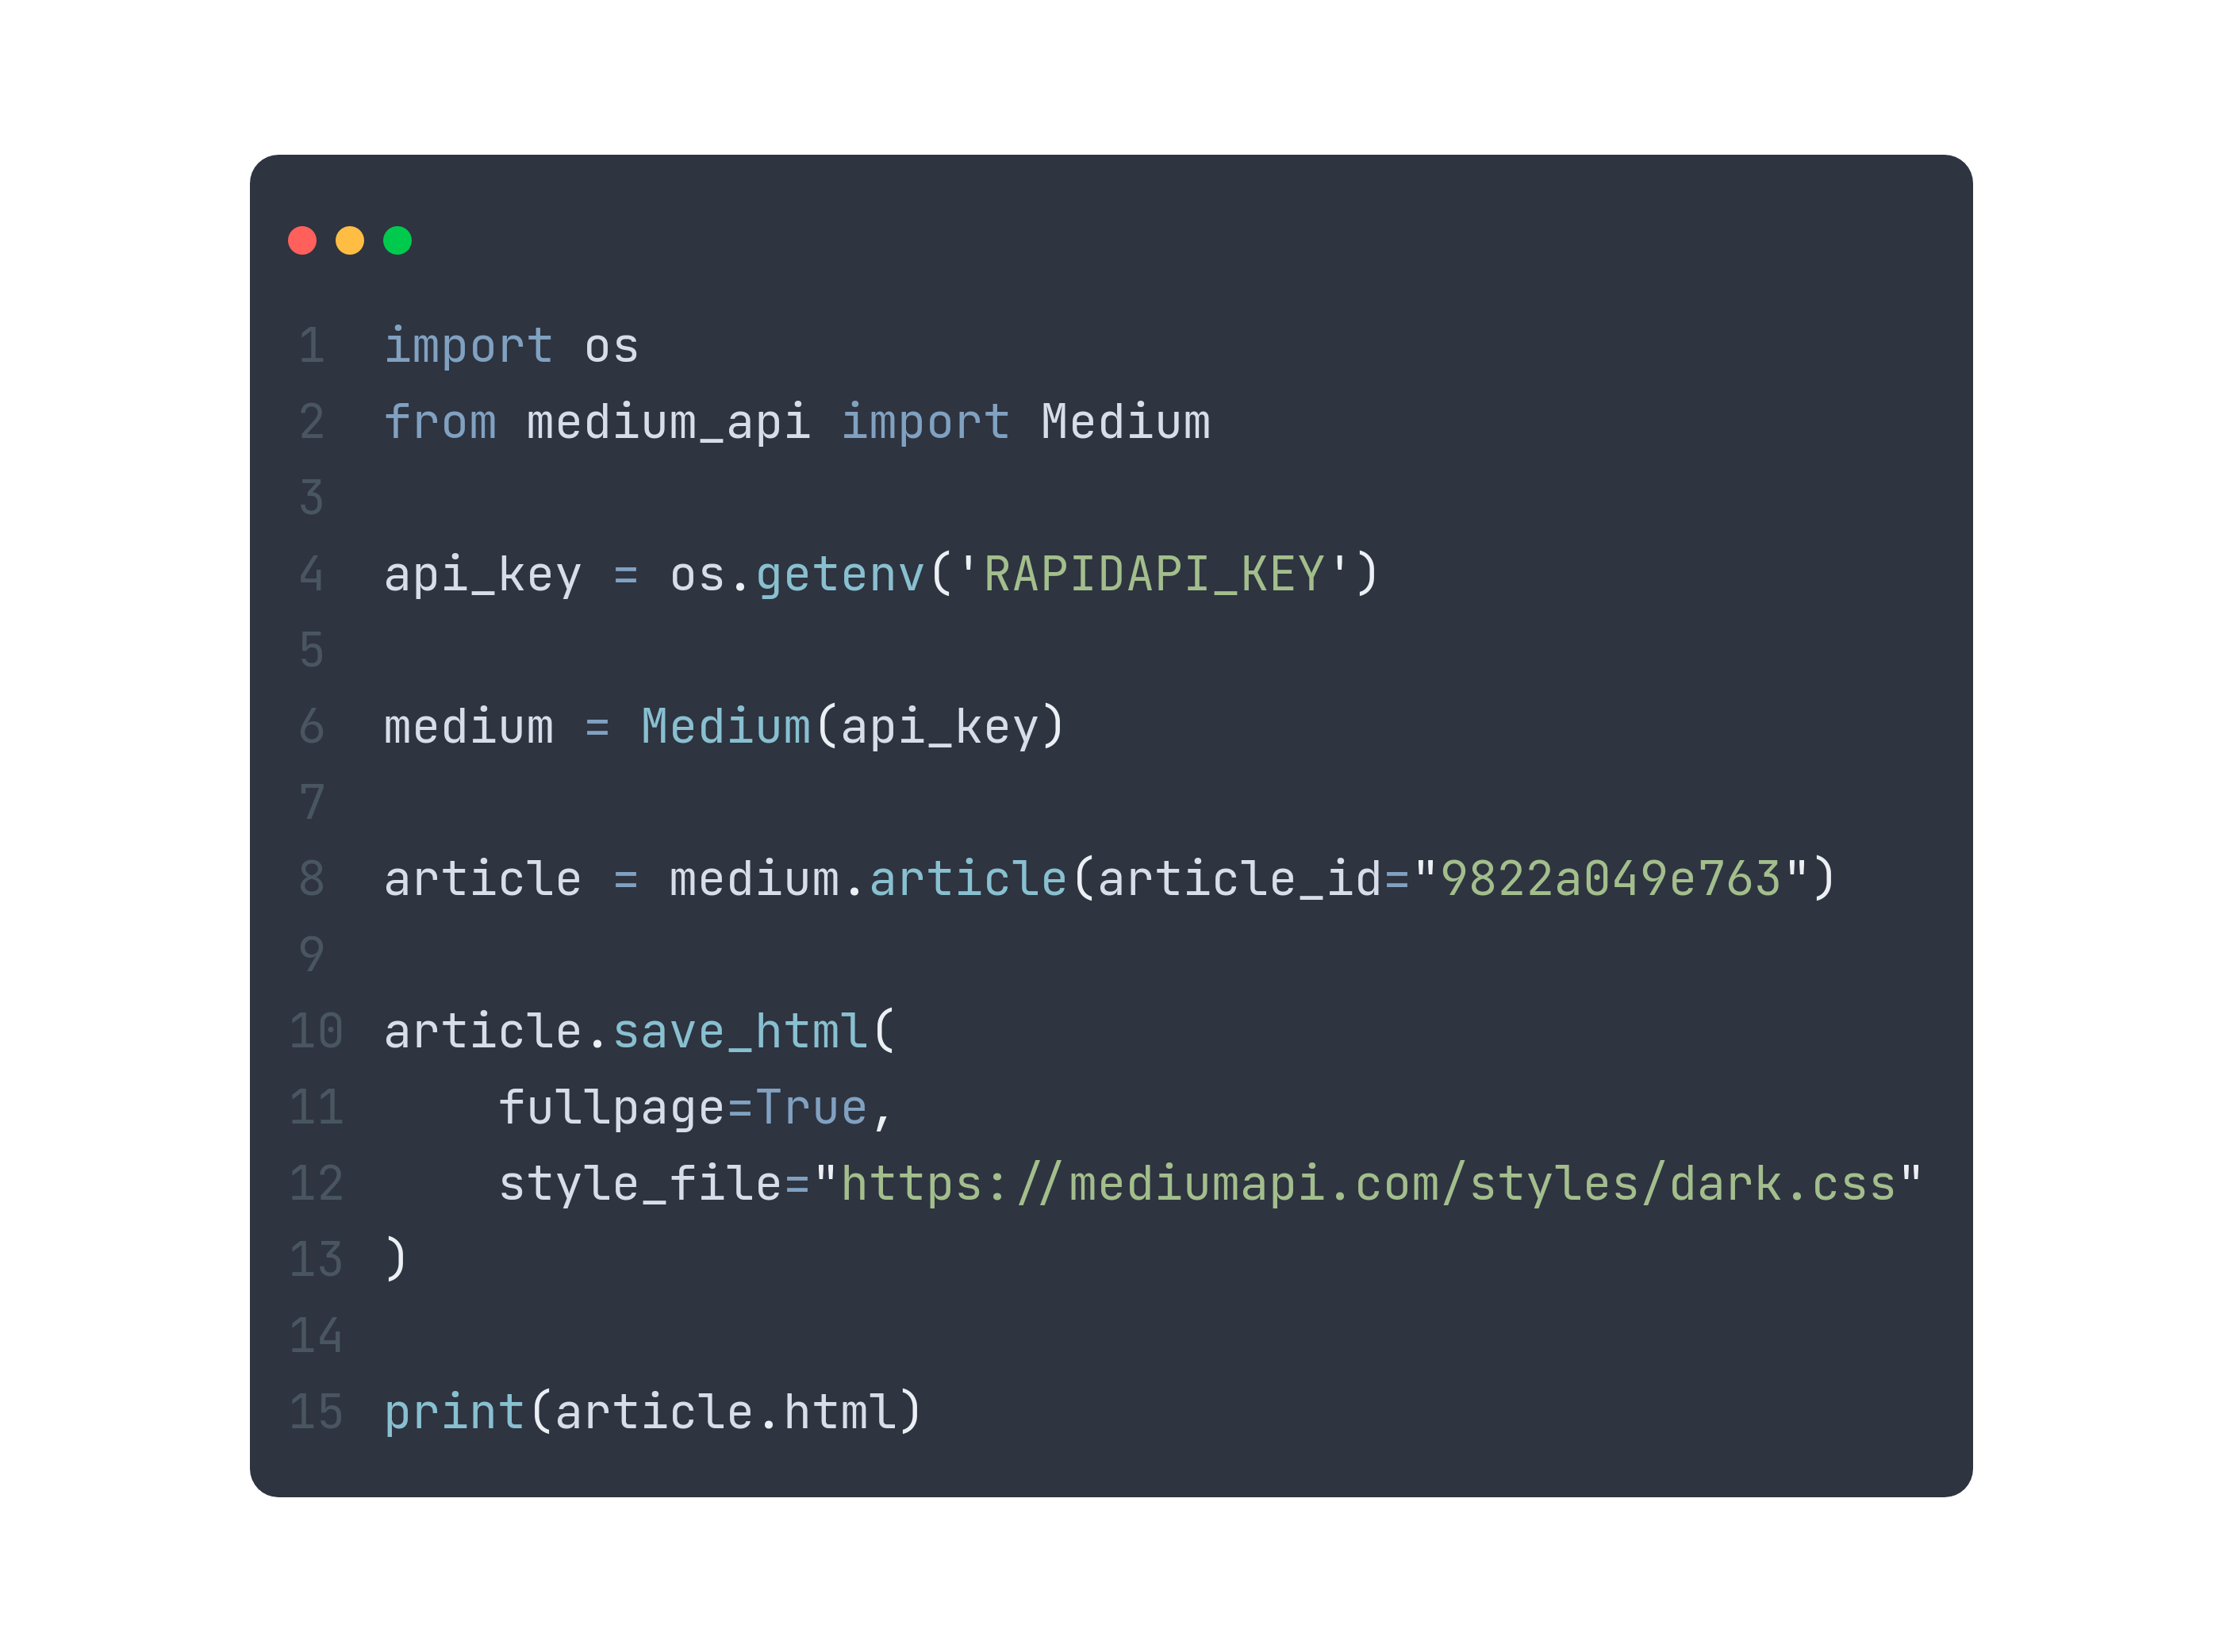 1 import os
2 from medium_api import Medium
3
4 api_key = os.getenv('RAPIDAPI_KEY')
5
6 medium = Medium(api_key)
7
8 article = medium.article(article_id="9822a049e763")
9
10 article.save_html(
11     fullpage=True,
12     style_file="https://mediumapi.com/styles/dark.css"
13 )
14
15 print(article.html)